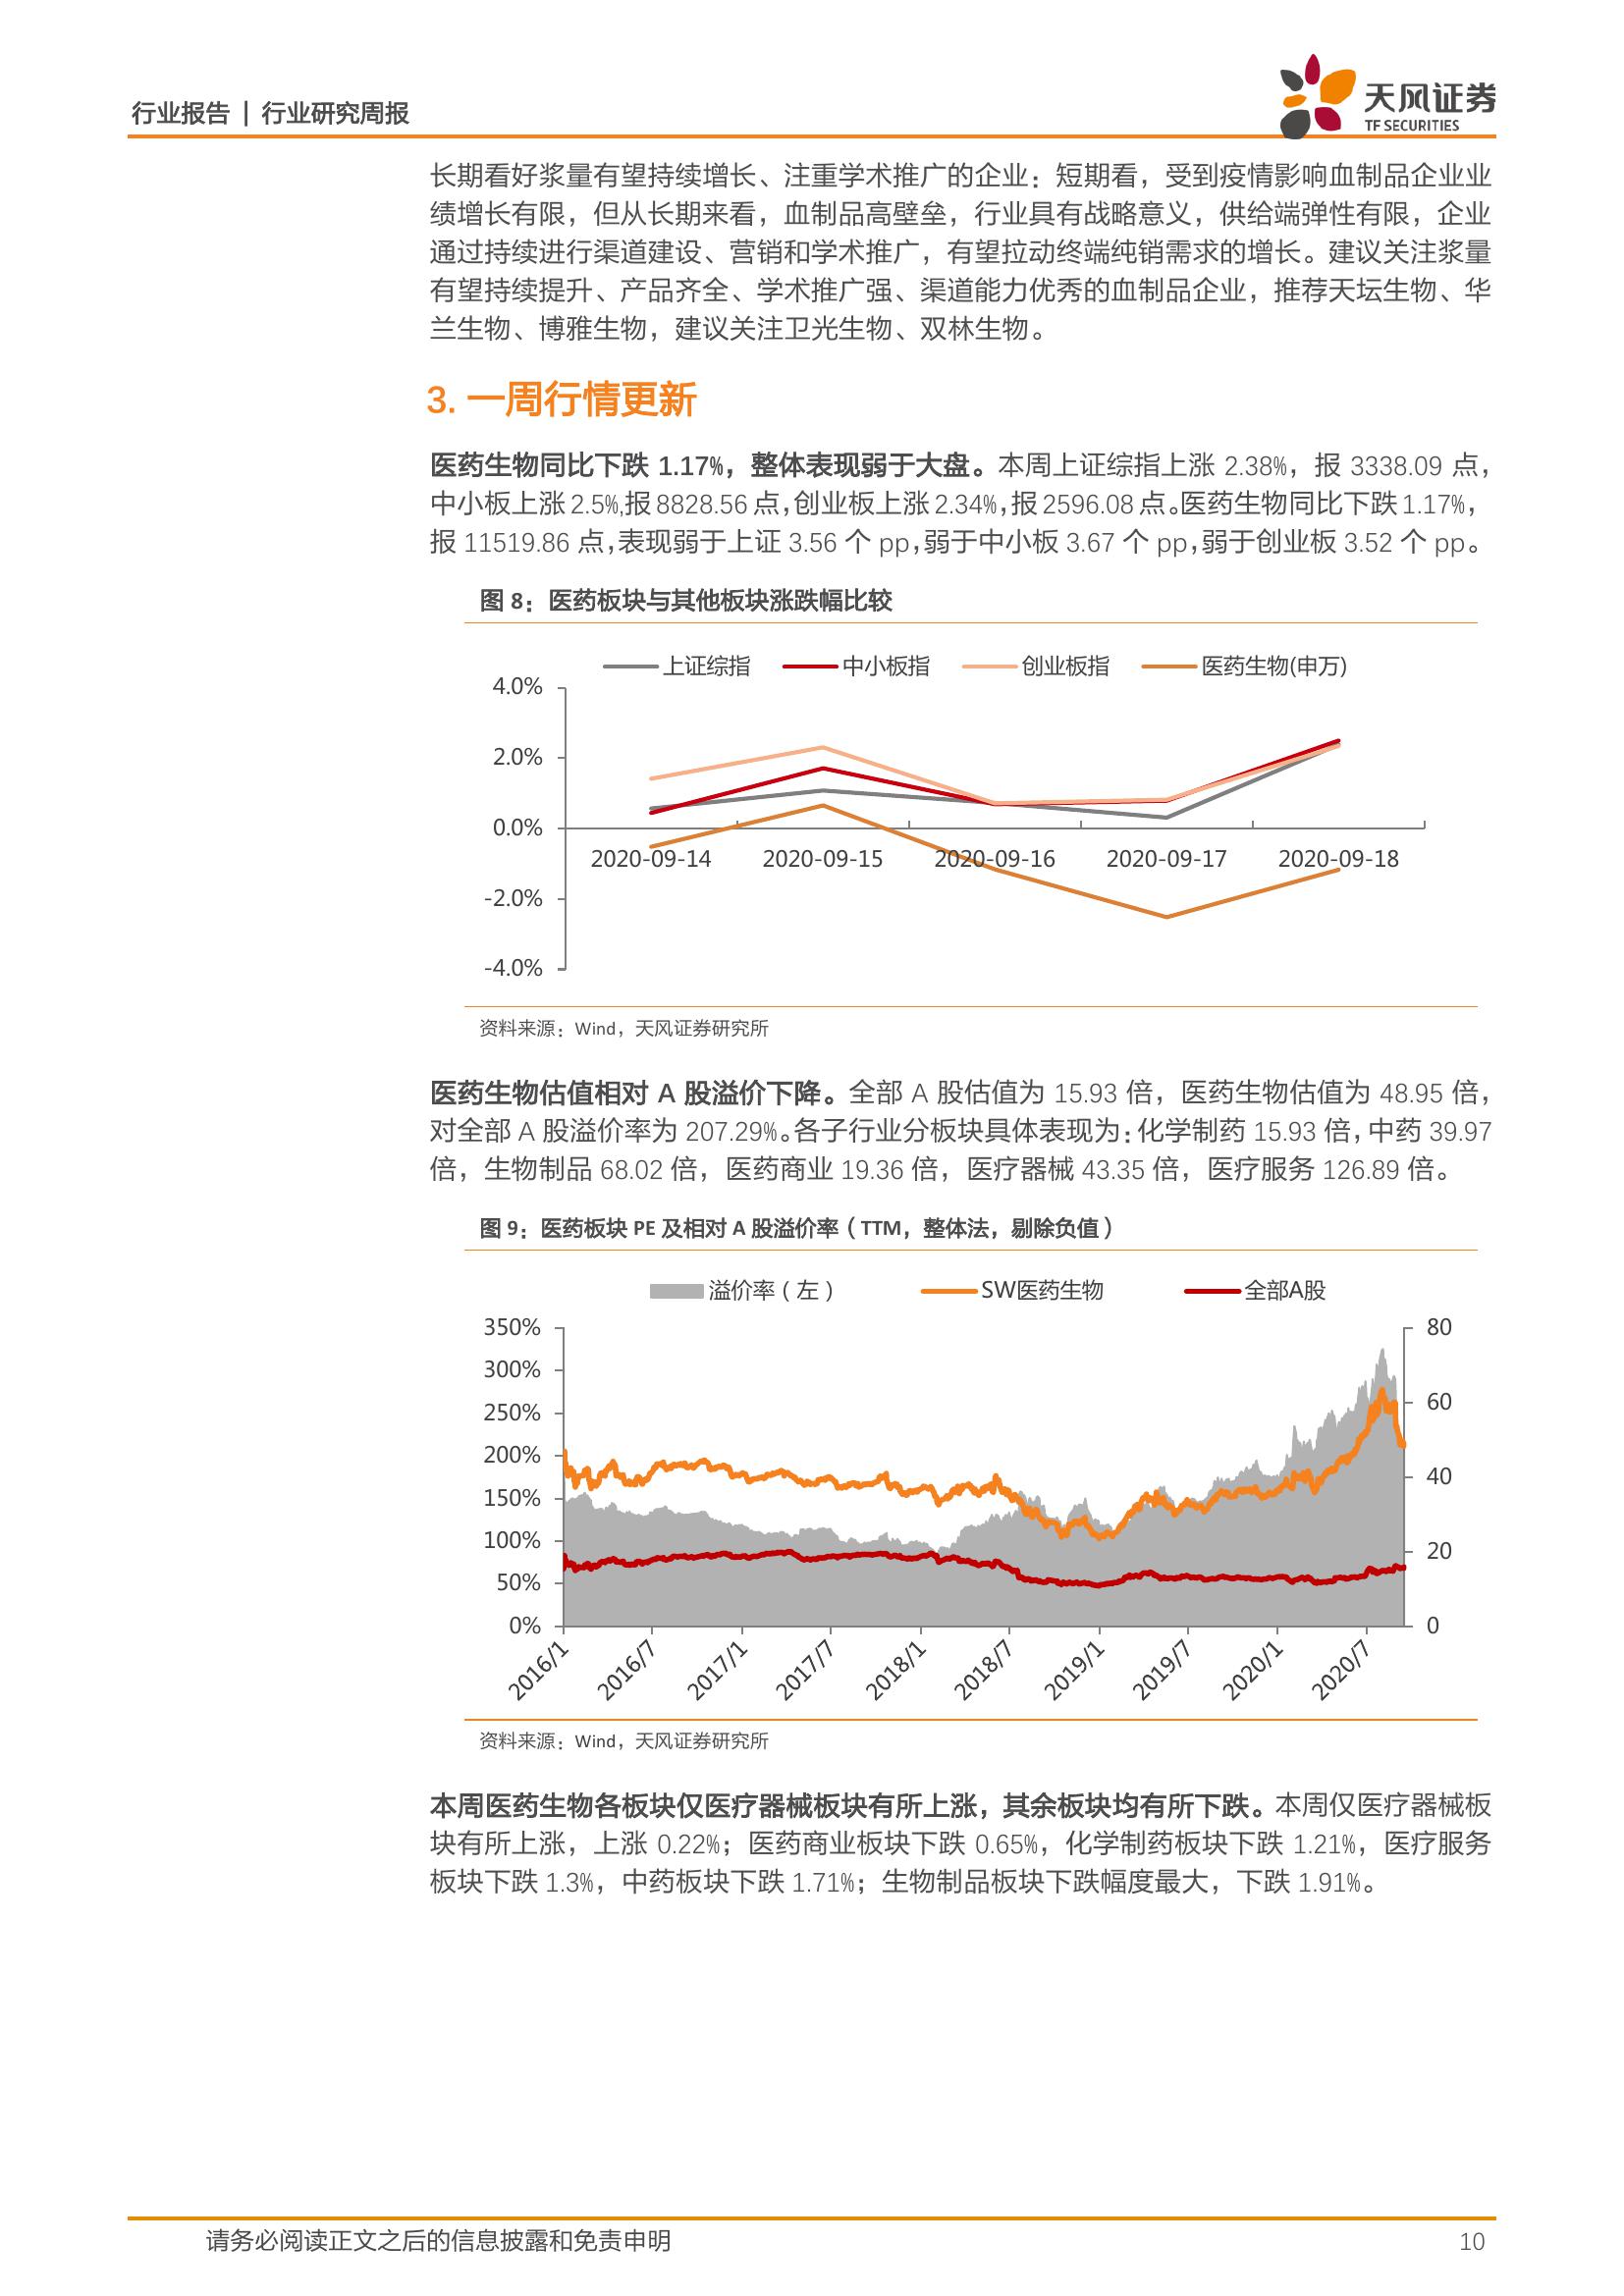 行业报告 | 行业研究周报
天风证券
TF SECURITIES
长期看好浆量有望持续增长、注重学术推广的企业：短期看，受到疫情影响血制品企业业
绩增长有限，但从长期来看，血制品高壁垒，行业具有战略意义，供给端弹性有限，企业
通过持续进行渠道建设、营销和学术推广，有望拉动终端纯销需求的增长。建议关注浆量
有望持续提升、产品齐全、学术推广强、渠道能力优秀的血制品企业，推荐天坛生物、华
兰生物、博雅生物，建议关注卫光生物、双林生物。
3. 一周行情更新
医药生物同比下跌 1.17%，整体表现弱于大盘。本周上证综指上涨 2.38%，报 3338.09 点，
中小板上涨 2.5%,报 8828.56 点，创业板上涨 2.34%，报 2596.08 点。医药生物同比下跌 1.17%，
报 11519.86 点，表现弱于上证 3.56 个 pp，弱于中小板 3.67 个 pp，弱于创业板 3.52 个 pp。
图 8：医药板块与其他板块涨跌幅比较
上证综指 中小板指 创业板指 医药生物(申万)
4.0%
2.0%
0.0%
2020-09-14 2020-09-15 2020-09-16 2020-09-17 2020-09-18
-2.0%
-4.0%
资料来源：Wind，天风证券研究所
医药生物估值相对 A 股溢价下降。全部 A 股估值为 15.93 倍，医药生物估值为 48.95 倍，
对全部 A 股溢价率为 207.29%。各子行业分板块具体表现为：化学制药 15.93 倍，中药 39.97
倍，生物制品 68.02 倍，医药商业 19.36 倍，医疗器械 43.35 倍，医疗服务 126.89 倍。
图 9：医药板块 PE 及相对 A 股溢价率（TTM，整体法，剔除负值）
溢价率（左） SW医药生物 全部A股
350% 80
300%
250% 60
200%
150% 40
100% 20
50%
0% 0
2016/1 2016/7 2017/1 2017/7 2018/1 2018/7 2019/1 2019/7 2020/1 2020/7
资料来源：Wind，天风证券研究所
本周医药生物各板块仅医疗器械板块有所上涨，其余板块均有所下跌。本周仅医疗器械板
块有所上涨，上涨 0.22%；医药商业板块下跌 0.65%，化学制药板块下跌 1.21%，医疗服务
板块下跌 1.3%，中药板块下跌 1.71%；生物制品板块下跌幅度最大，下跌 1.91%。
请务必阅读正文之后的信息披露和免责申明 10